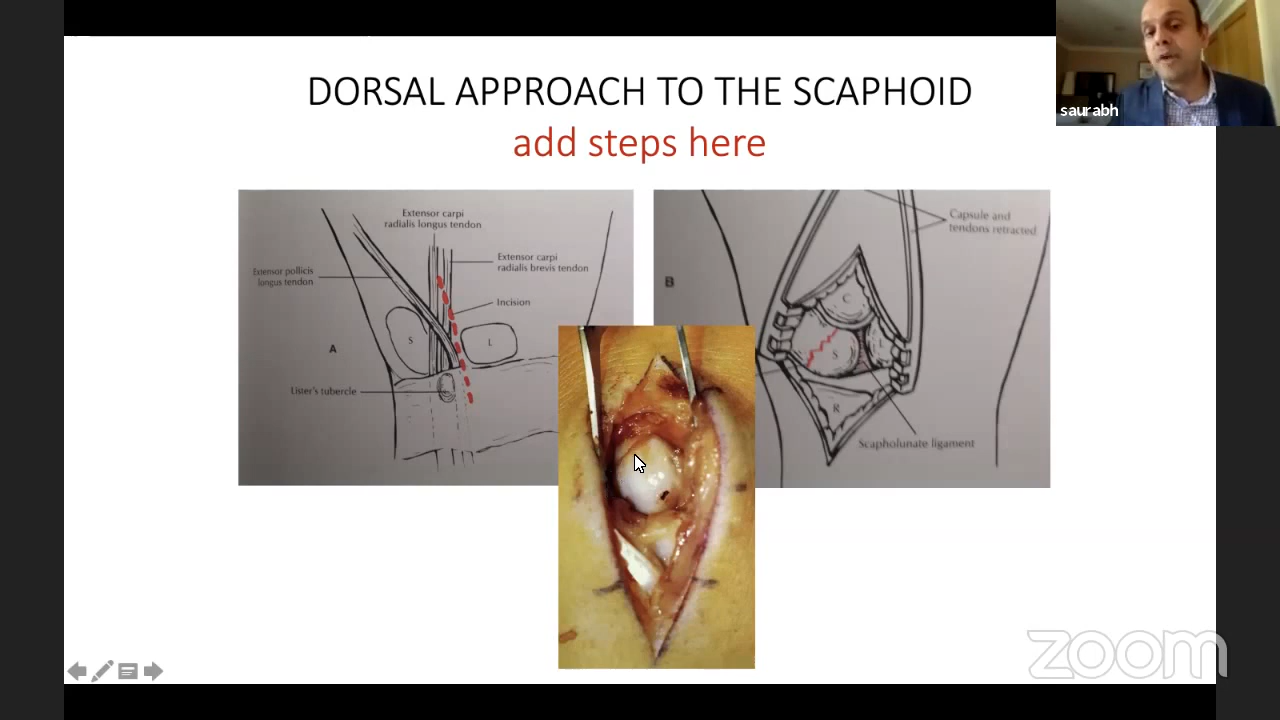 DORSAL APPROACH TO THE SCAPHOID
add steps here
saurabh
Extensor carpi
radialis longus tendon
Extensor pollicis
longus tendon
Extensor carpi
radialis brevis tendon
Incision
S
L
A
Lister's tubercle
Capsule and
tendons retracted
B
C
S
L
R
Scapholunate ligament
zoom